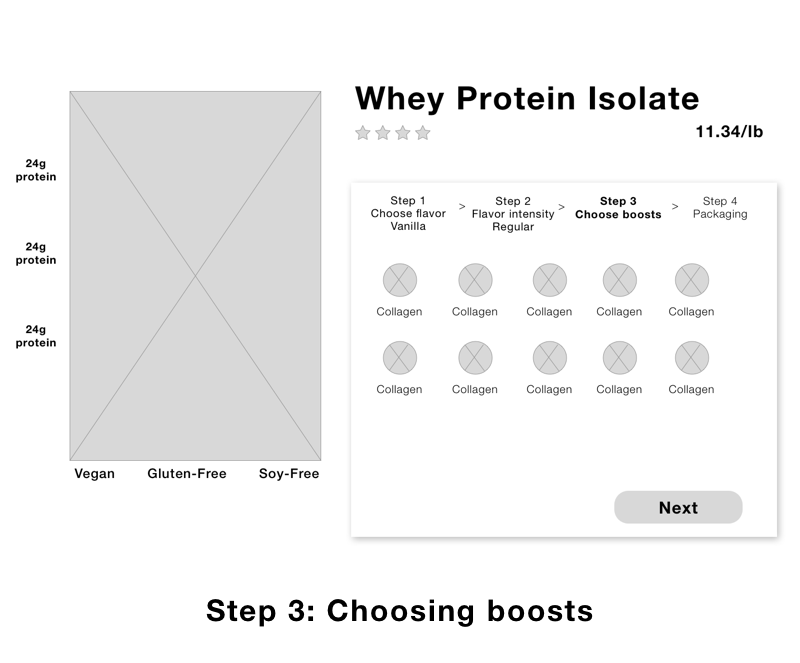 Whey Protein Isolate
11.34/lb
24g
protein
24g
protein
24g
protein
Vegan Gluten-Free Soy-Free
Step 1 > Step 2 > Step 3 > Step 4
Choose flavor Flavor intensity Choose boosts Packaging
Vanilla Regular
Collagen Collagen Collagen Collagen Collagen
Collagen Collagen Collagen Collagen Collagen
Next
Step 3: Choosing boosts